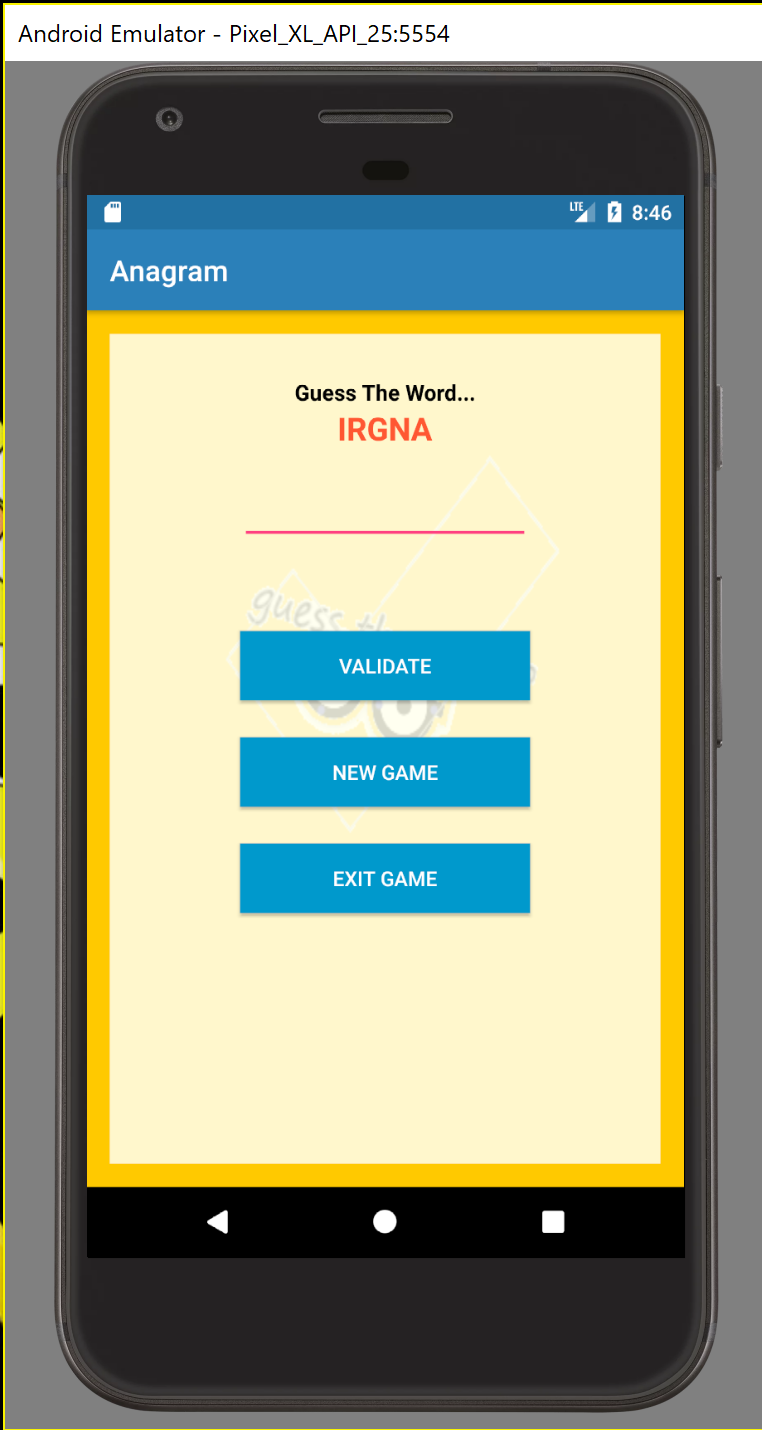 Android Emulator - Pixel_XL_API_25:5554
LTE 8:46
Anagram
Guess The Word...
IRGNA
guess th
VALIDATE
NEW GAME
EXIT GAME